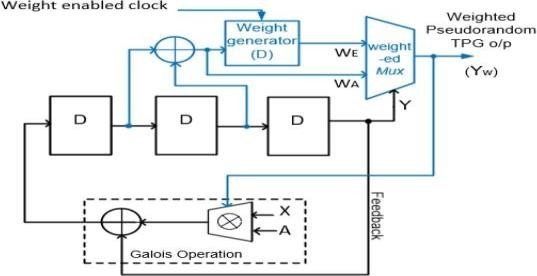 Weight enabled clock
Weight
generator
(D)
WE
WA
weight
-ed
Mux
Y
Weighted
Pseudorandom
TPG o/p
(Yw)
D
D
D
X
A
Galois Operation
Feedback